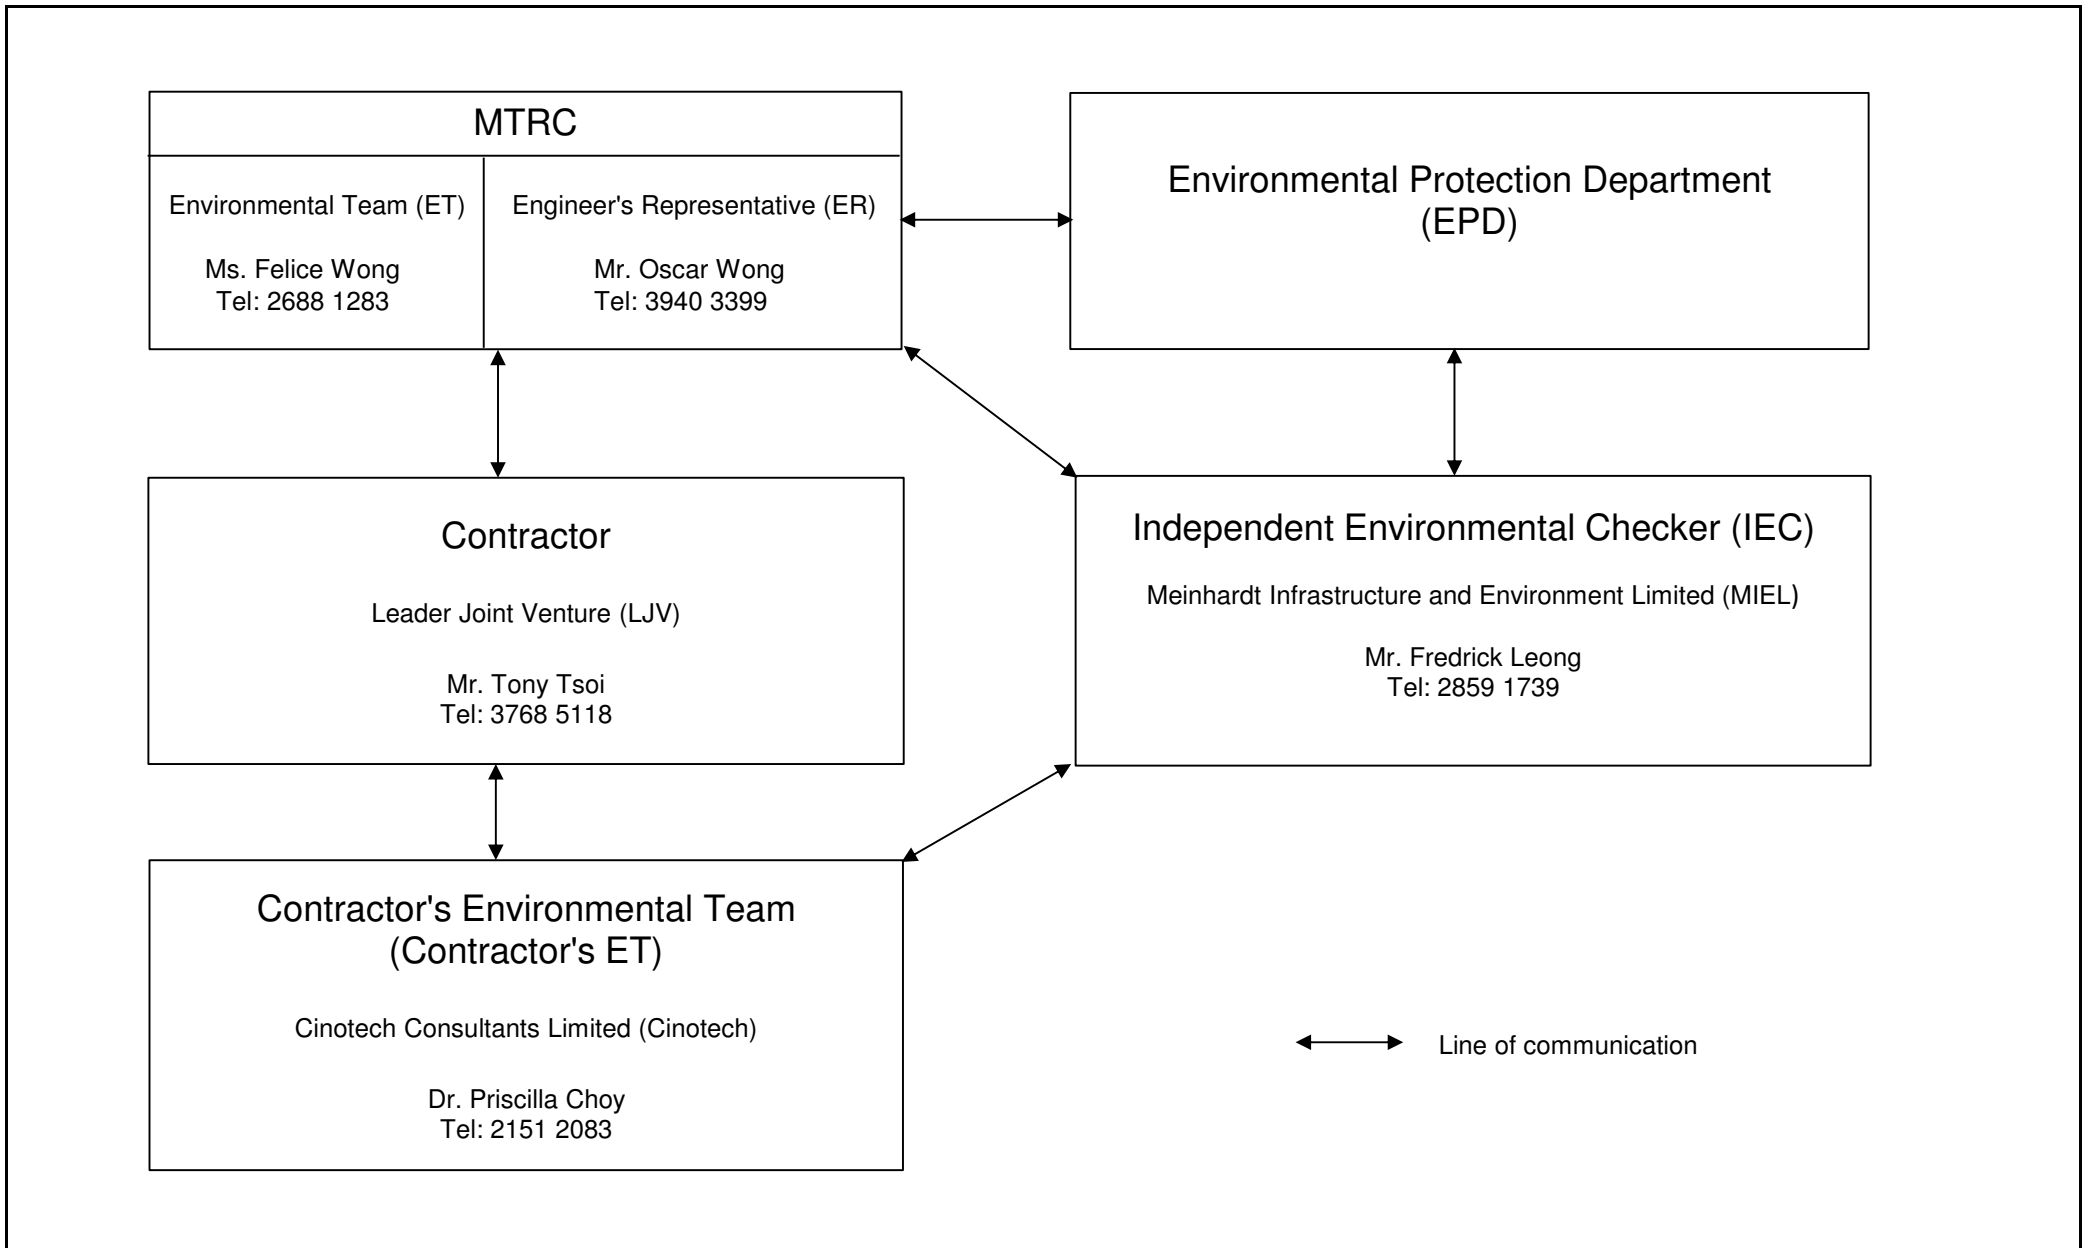 MTRC
Environmental Team (ET)
Ms. Felice Wong
Tel: 2688 1283
Engineer's Representative (ER)
Mr. Oscar Wong
Tel: 3940 3399
Environmental Protection Department
(EPD)
Contractor
Leader Joint Venture (LJV)
Mr. Tony Tsoi
Tel: 3768 5118
Independent Environmental Checker (IEC)
Meinhardt Infrastructure and Environment Limited (MIEL)
Mr. Fredrick Leong
Tel: 2859 1739
Contractor's Environmental Team
(Contractor's ET)
Cinotech Consultants Limited (Cinotech)
Dr. Priscilla Choy
Tel: 2151 2083
Line of communication